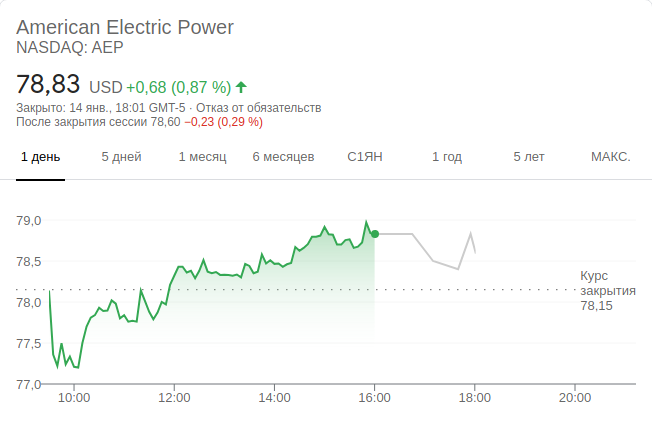 American Electric Power
NASDAQ: AEP
78,83 USD +0,68 (0,87 %)
Закрыто: 14 янв., 18:01 GMT-5 · Отказ от обязательств
После закрытия сессии 78,60 −0,23 (0,29 %)
1 день 5 дней 1 месяц 6 месяцев С1ЯН 1 год 5 лет МАКС.
79,0
78,5
Курс
закрытия
78,15
78,0
77,5
77,0
10:00 12:00 14:00 16:00 18:00 20:00